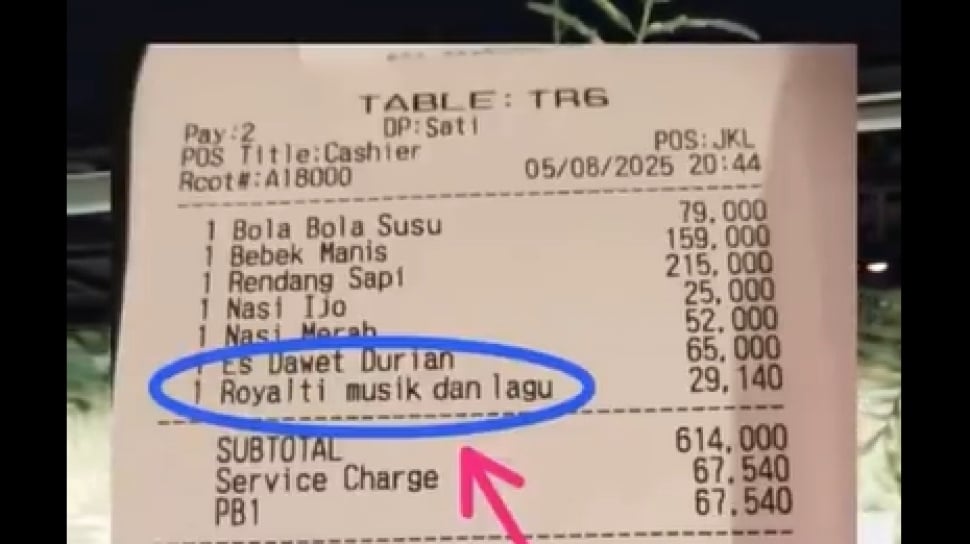 TABLE: TR6
Pay:2 DP:Sati
POS Title:Cashier POS:JKL
Rcpt#:A18000 05/08/2025 20:44
1 Bola Bola Susu 79,000
1 Bebek Manis 159,000
1 Rendang Sapi 215,000
1 Nasi Ijo 25,000
1 Nasi Merah 52,000
1 Es Dawet Durian 65,000
1 Royalti musik dan lagu 29,140
SUBTOTAL 614,000
Service Charge 67,540
PB1 67,540